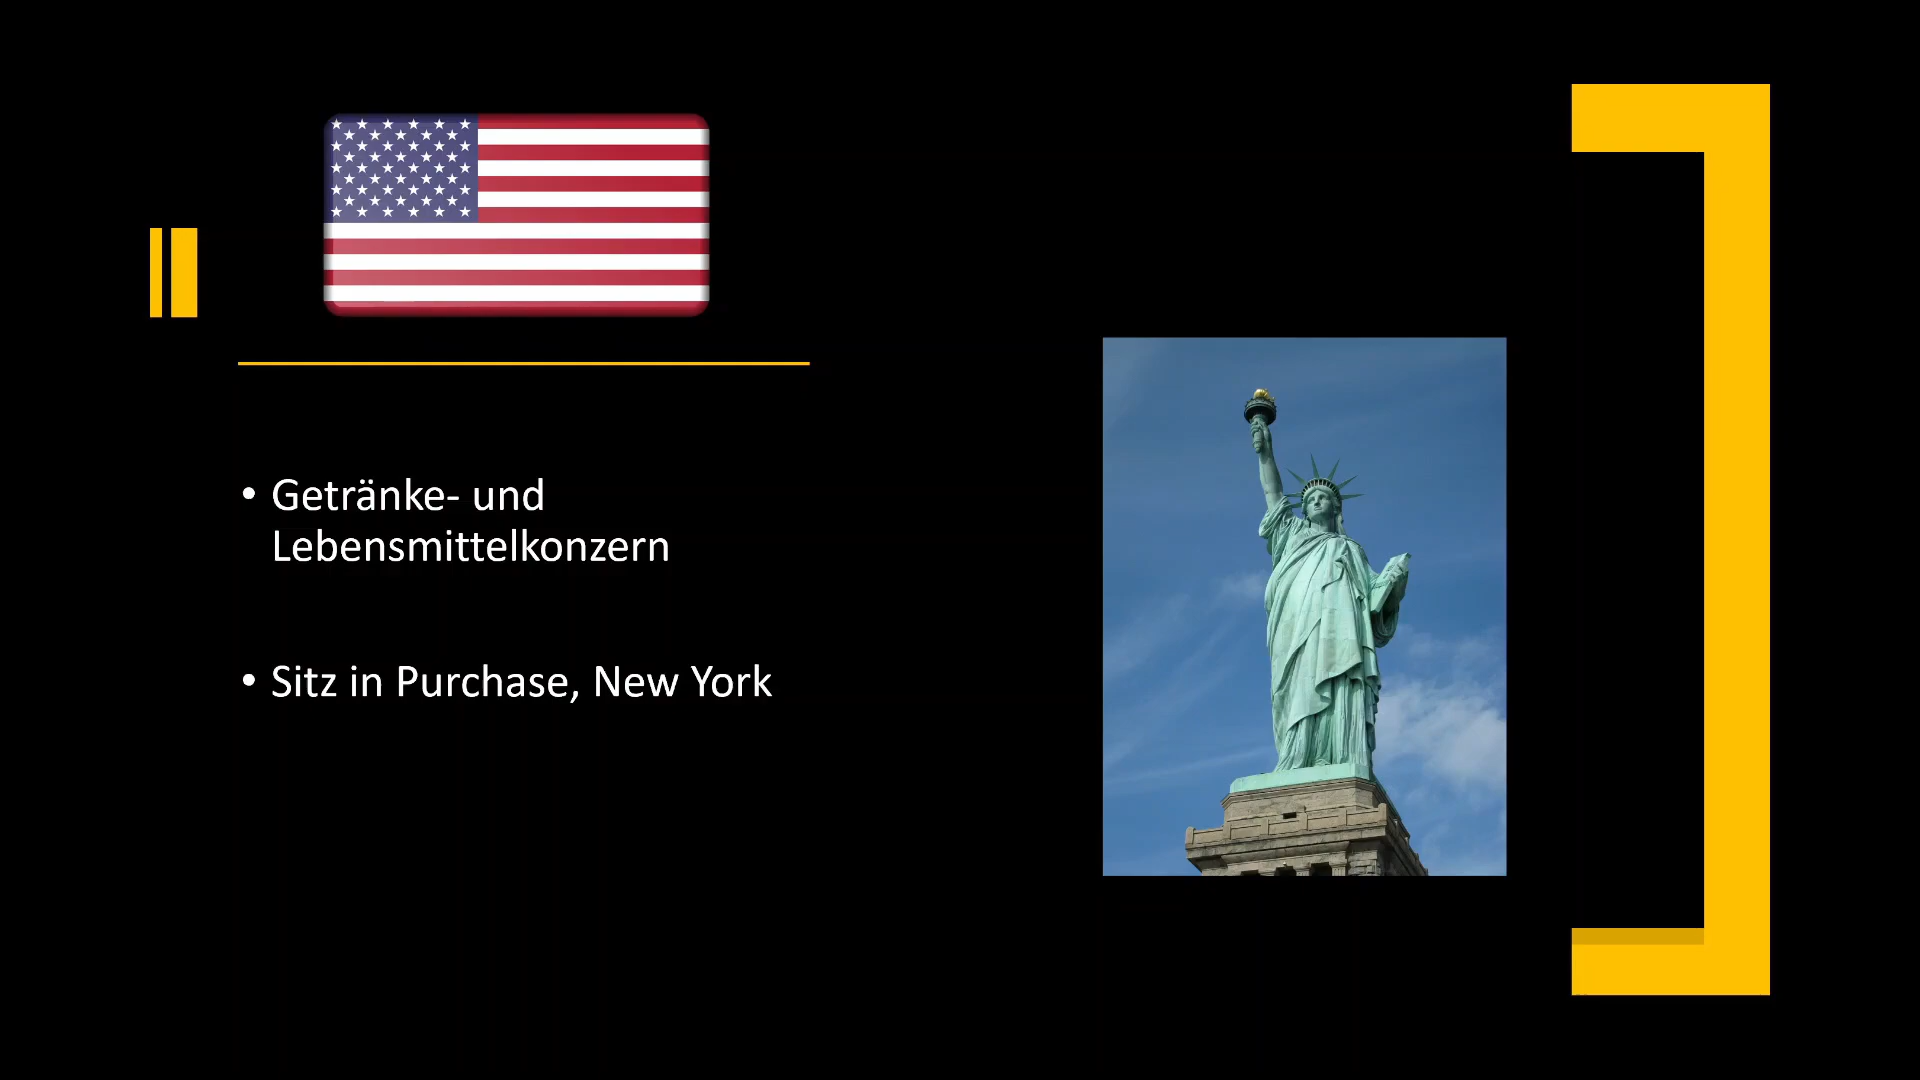 • Getränke- und
Lebensmittelkonzern
• Sitz in Purchase, New York